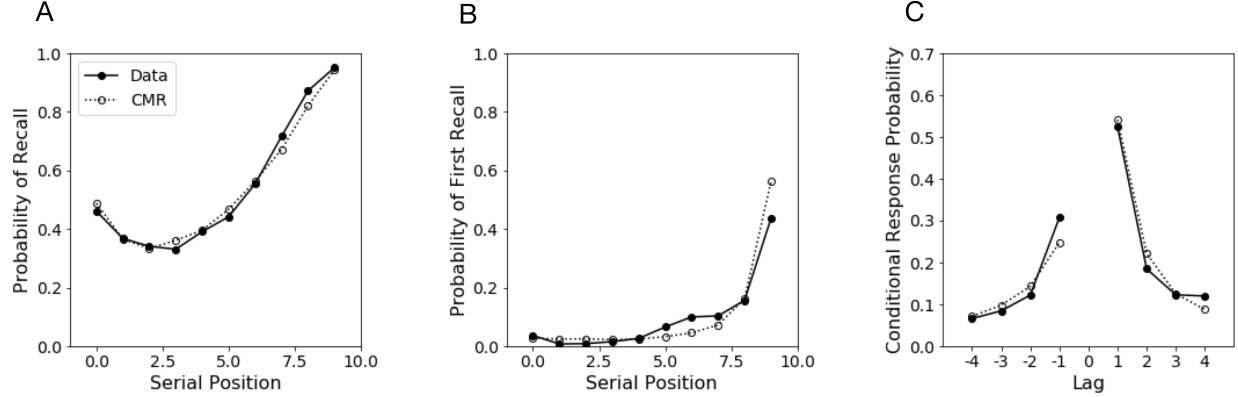 A
Probability of Recall
1.0
0.8
0.6
0.4
0.2
0.0
Data
CMR
0.0 2.5 5.0 7.5 10.0
Serial Position
B
Probability of First Recall
1.0
0.8
0.6
0.4
0.2
0.0
0.0 2.5 5.0 7.5 10.0
Serial Position
C
Conditional Response Probability
0.7
0.6
0.5
0.4
0.3
0.2
0.1
0.0
-4 -3 -2 -1 0 1 2 3 4
Lag